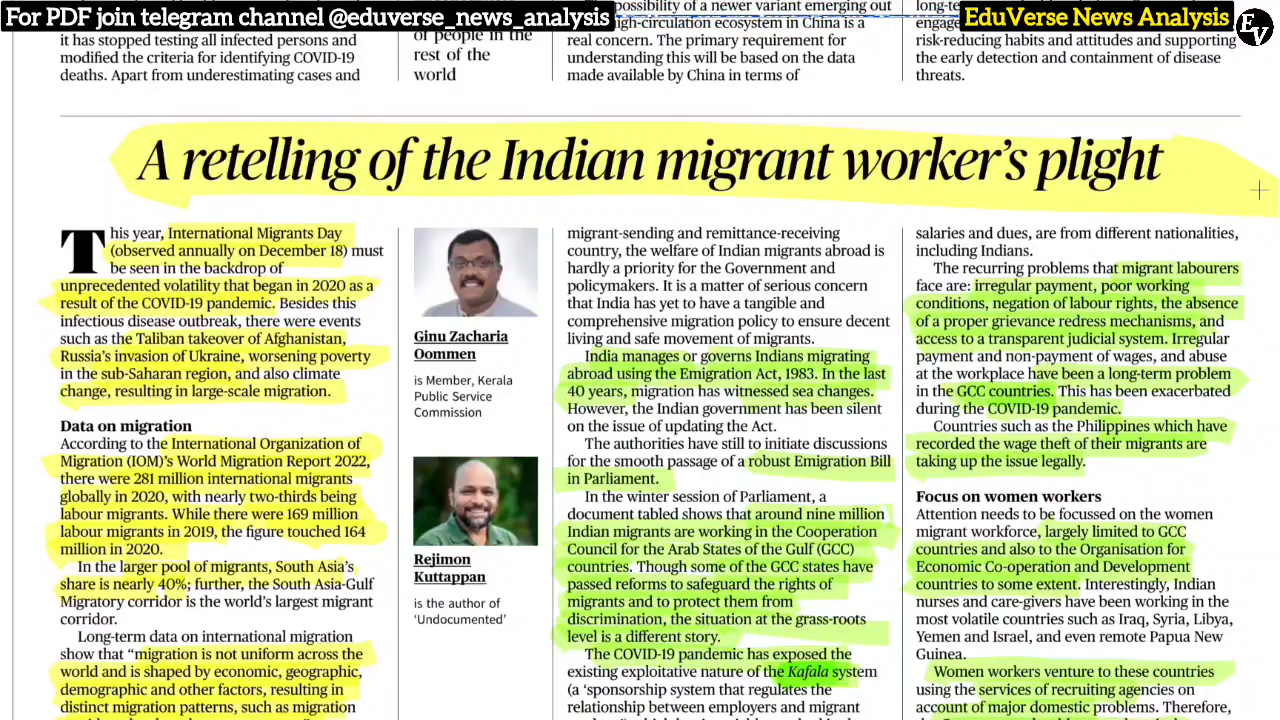 For PDF join telegram channel @eduverse_news_analysis
EduVerse News Analysis
EV
it has stopped testing all infected persons and
modified the criteria for identifying COVID-19
deaths. Apart from underestimating cases and
of people in the
rest of the
world
possibility of a newer variant emerging out
high-circulation ecosystem in China is a
real concern. The primary requirement for
understanding this will be based on the data
made available by China in terms of
risk-reducing habits and attitudes and supporting
the early detection and containment of disease
threats.
A retelling of the Indian migrant worker's plight
This year, International Migrants Day
(observed annually on December 18) must
be seen in the backdrop of
unprecedented volatility that began in 2020 as a
result of the COVID-19 pandemic. Besides this
infectious disease outbreak, there were events
such as the Taliban takeover of Afghanistan,
Russia's invasion of Ukraine, worsening poverty
in the sub-Saharan region, and also climate
change, resulting in large-scale migration.
Data on migration
According to the International Organization of
Migration (IOM)'s World Migration Report 2022,
there were 281 million international migrants
globally in 2020, with nearly two-thirds being
labour migrants. While there were 169 million
labour migrants in 2019, the figure touched 164
million in 2020.
In the larger pool of migrants, South Asia's
share is nearly 40%; further, the South Asia-Gulf
Migratory corridor is the world's largest migrant
corridor.
Long-term data on international migration
show that "migration is not uniform across the
world and is shaped by economic, geographic,
demographic and other factors, resulting in
distinct migration patterns, such as migration
Ginu Zacharia
Oommen
is Member, Kerala
Public Service
Commission
Rejimon
Kuttappan
is the author of
'Undocumented'
migrant-sending and remittance-receiving
country, the welfare of Indian migrants abroad is
hardly a priority for the Government and
policymakers. It is a matter of serious concern
that India has yet to have a tangible and
comprehensive migration policy to ensure decent
living and safe movement of migrants.
India manages or governs Indians migrating
abroad using the Emigration Act, 1983. In the last
40 years, migration has witnessed sea changes.
However, the Indian government has been silent
on the issue of updating the Act.
The authorities have still to initiate discussions
for the smooth passage of a robust Emigration Bill
in Parliament.
In the winter session of Parliament, a
document tabled shows that around nine million
Indian migrants are working in the Cooperation
Council for the Arab States of the Gulf (GCC)
countries. Though some of the GCC states have
passed reforms to safeguard the rights of
migrants and to protect them from
discrimination, the situation at the grass-roots
level is a different story.
The COVID-19 pandemic has exposed the
existing exploitative nature of the Kafala system
(a 'sponsorship system that regulates the
relationship between employers and migrant
salaries and dues, are from different nationalities,
including Indians.
The recurring problems that migrant labourers
face are: irregular payment, poor working
conditions, negation of labour rights, the absence
of a proper grievance redress mechanisms, and
access to a transparent judicial system. Irregular
payment and non-payment of wages, and abuse
at the workplace have been a long-term problem
in the GCC countries. This has been exacerbated
during the COVID-19 pandemic.
Countries such as the Philippines which have
recorded the wage theft of their migrants are
taking up the issue legally.
Focus on women workers
Attention needs to be focussed on the women
migrant workforce, largely limited to GCC
countries and also to the Organisation for
Economic Co-operation and Development
countries to some extent. Interestingly, Indian
nurses and care-givers have been working in the
most volatile countries such as Iraq, Syria, Libya,
Yemen and Israel, and even remote Papua New
Guinea.
Women workers venture to these countries
using the services of recruiting agencies on
account of major domestic problems. Therefore,